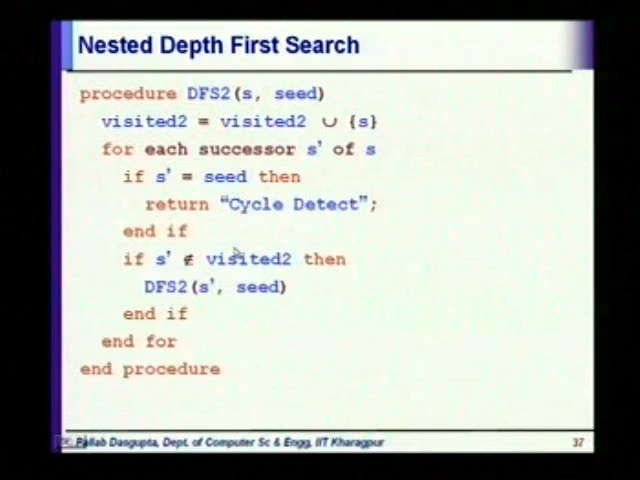 Nested Depth First Search
procedure DFS2(s, seed)
visited2 = visited2 ∪ {s}
for each successor s' of s
if s' = seed then
return "Cycle Detect";
end if
if s' ∉ visited2 then
DFS2(s', seed)
end if
end for
end procedure
Pallab Dasgupta, Dept. of Computer Sc & Engg, IIT Kharagpur
37